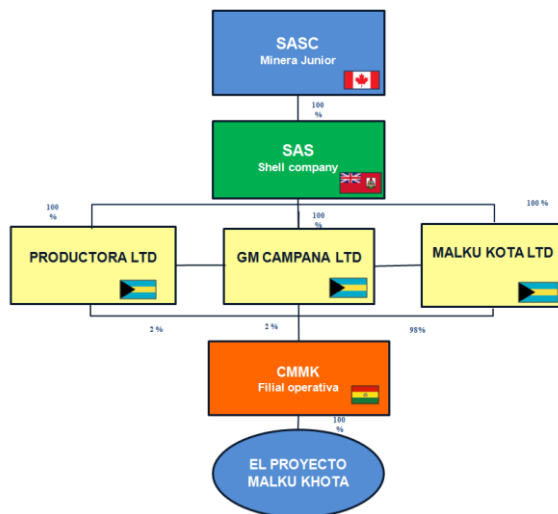 SASC
Minera Junior
100
%
SAS
Shell company
100
%
100
%
100 %
PRODUCTORA LTD
GM CAMPANA LTD
MALKU KOTA LTD
2 %
2 %
98%
CMMK
Filial operativa
100
%
EL PROYECTO
MALKU KHOTA